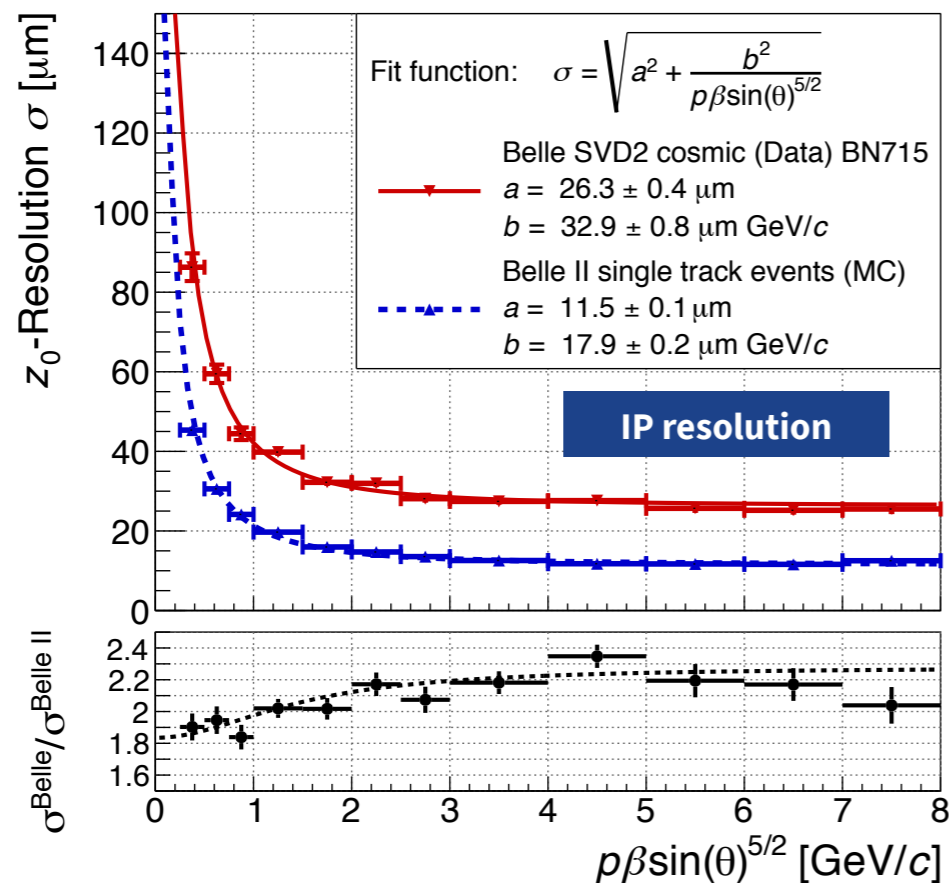 z₀-Resolution σ [μm]
140
120
100
80
60
40
20
0
Fit function: σ = √(a² + b² / pβsin(θ)^5/2)
Belle SVD2 cosmic (Data) BN715
a = 26.3 ± 0.4 μm
b = 32.9 ± 0.8 μm GeV/c
Belle II single track events (MC)
a = 11.5 ± 0.1 μm
b = 17.9 ± 0.2 μm GeV/c
IP resolution
σ^Belle/σ^Belle II
2.4
2.2
2
1.8
1.6
0 1 2 3 4 5 6 7 8
pβsin(θ)^5/2 [GeV/c]